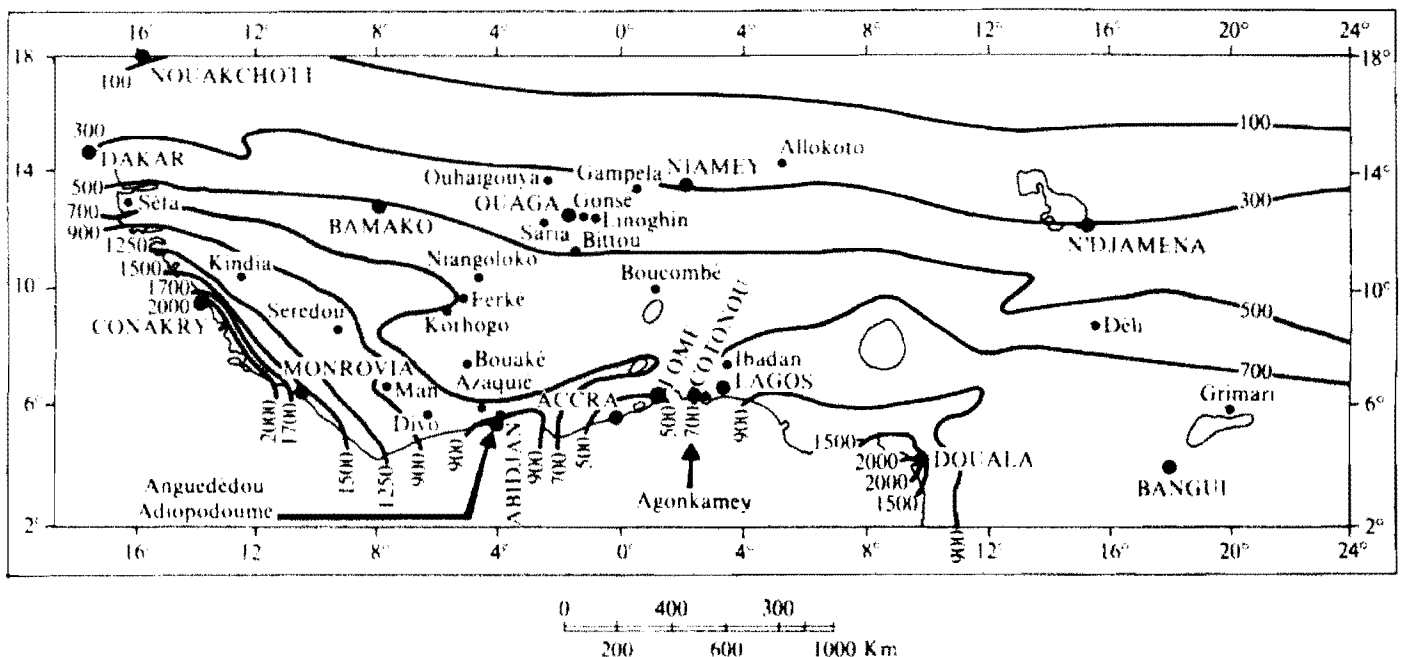 16° 12° 8° 4° 0° 4° 8° 12° 16° 20° 24°
18 18°
100 NOUAKCHOTT
300 100
DAKAR Allokoto
14 Ouhaigouya Gampela NIAMEY 14°
500 Séfa OUAGA Gonse 300
700 BAMAKO Linoghin
900 Saria Bittou N'DJAMENA
1250 Kindia Niangoloko Boucombé
10 1500 10°
1700 Ferké 500
2000 Seredou Korhogo Déli
CONAKRY
MONROVIA Bouaké LOME COTONOU Ibadan 700
Man Azaquie LAGOS Grimari
6° ACCRA 6°
Divo
2000 1700 1500 1250 900 900 900 700 500 500 700 900 1500
2000 DOUALA
2000
1500 BANGUI
Anguededou
Adiopodoume ABIDJAN Agonkamey
2° 900 2°
16° 12° 8° 4° 0° 4° 8° 12° 16° 20° 24°
0 400 300
200 600 1000 Km